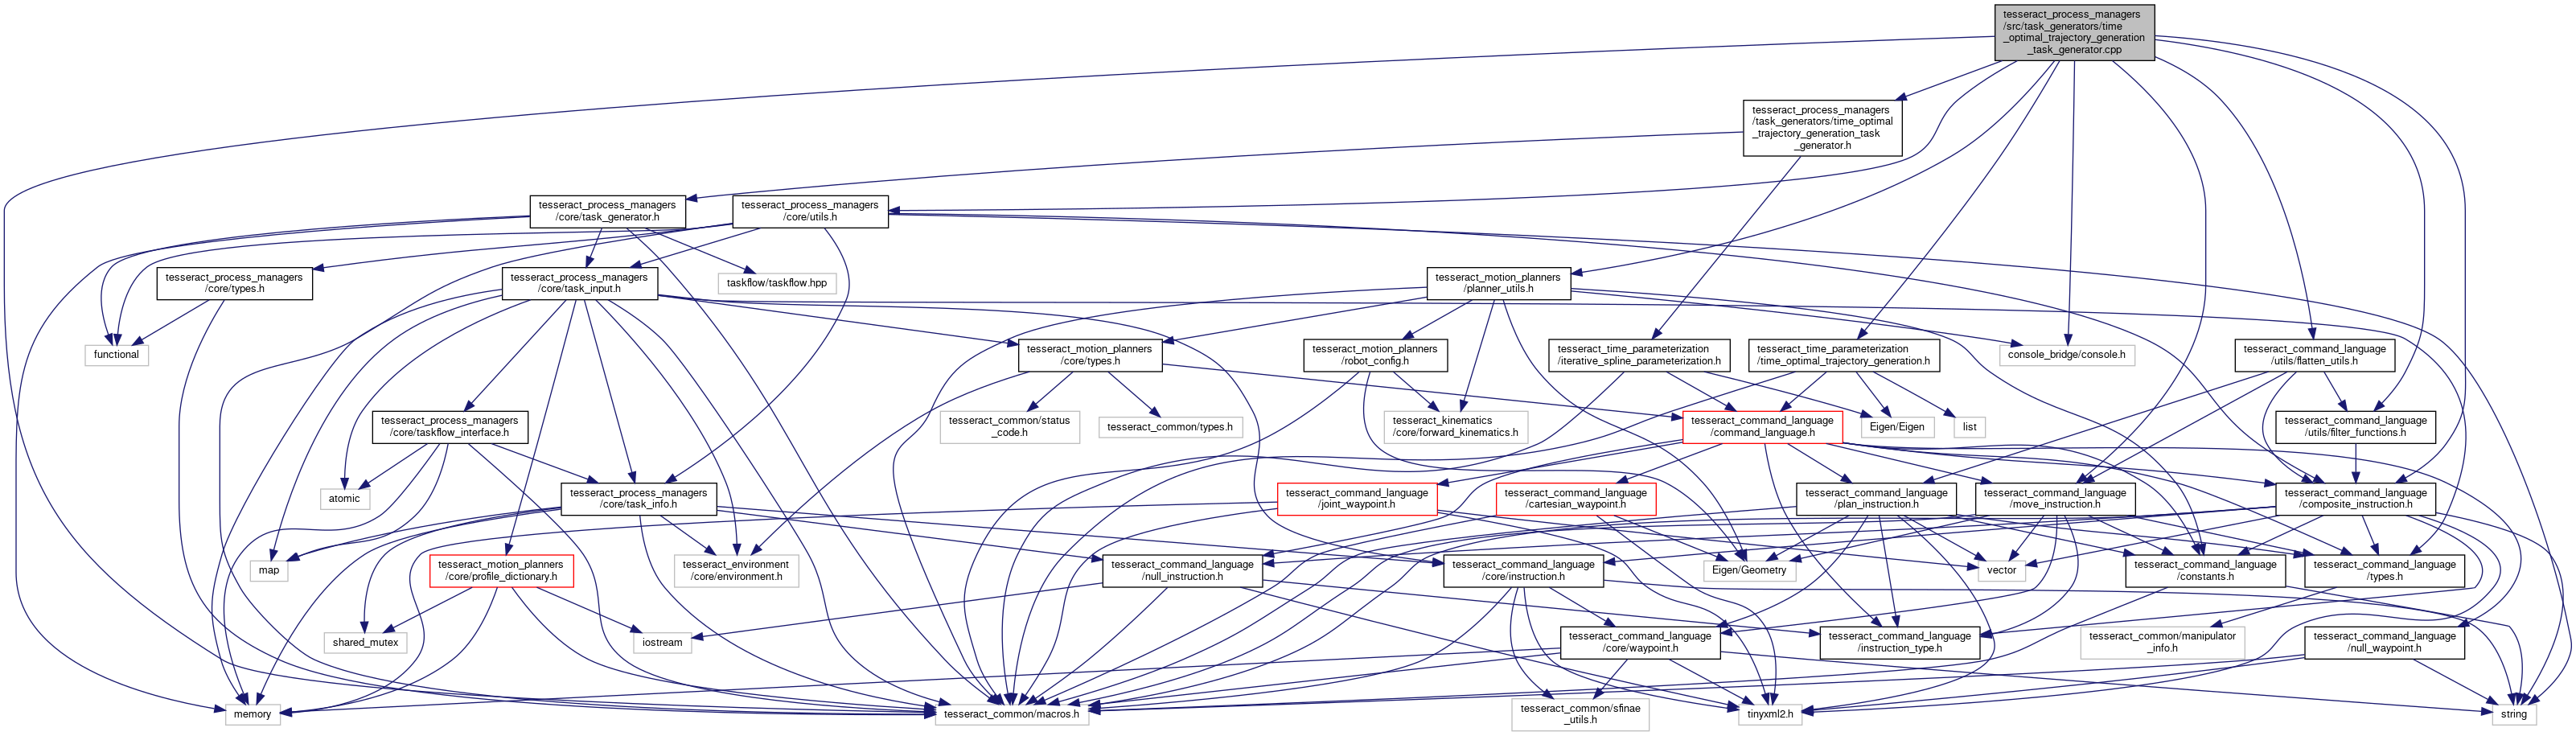 tesseract_process_managers
/src/task_generators/time
_optimal_trajectory_generation
_task_generator.cpp
tesseract_process_managers
/task_generators/time_optimal
_trajectory_generation_task
_generator.h
tesseract_process_managers
/core/task_generator.h
tesseract_process_managers
/core/utils.h
tesseract_process_managers
/core/types.h
tesseract_process_managers
/core/task_input.h
taskflow/taskflow.hpp
tesseract_motion_planners
/planner_utils.h
functional
tesseract_motion_planners
/core/types.h
tesseract_motion_planners
/robot_config.h
tesseract_time_parameterization
/iterative_spline_parameterization.h
tesseract_time_parameterization
/time_optimal_trajectory_generation.h
console_bridge/console.h
tesseract_command_language
/utils/flatten_utils.h
tesseract_process_managers
/core/taskflow_interface.h
tesseract_common/status
_code.h
tesseract_common/types.h
tesseract_kinematics
/core/forward_kinematics.h
tesseract_command_language
/command_language.h
Eigen/Eigen
list
tesseract_command_language
/utils/filter_functions.h
atomic
tesseract_process_managers
/core/task_info.h
tesseract_command_language
/joint_waypoint.h
tesseract_command_language
/cartesian_waypoint.h
tesseract_command_language
/plan_instruction.h
tesseract_command_language
/move_instruction.h
tesseract_command_language
/composite_instruction.h
map
tesseract_motion_planners
/core/profile_dictionary.h
tesseract_environment
/core/environment.h
tesseract_command_language
/null_instruction.h
tesseract_command_language
/core/instruction.h
Eigen/Geometry
vector
tesseract_command_language
/constants.h
tesseract_command_language
/types.h
shared_mutex
iostream
tesseract_command_language
/core/waypoint.h
tesseract_command_language
/instruction_type.h
tesseract_common/manipulator
_info.h
tesseract_command_language
/null_waypoint.h
memory
tesseract_common/macros.h
tesseract_common/sfinae
_utils.h
tinyxml2.h
string